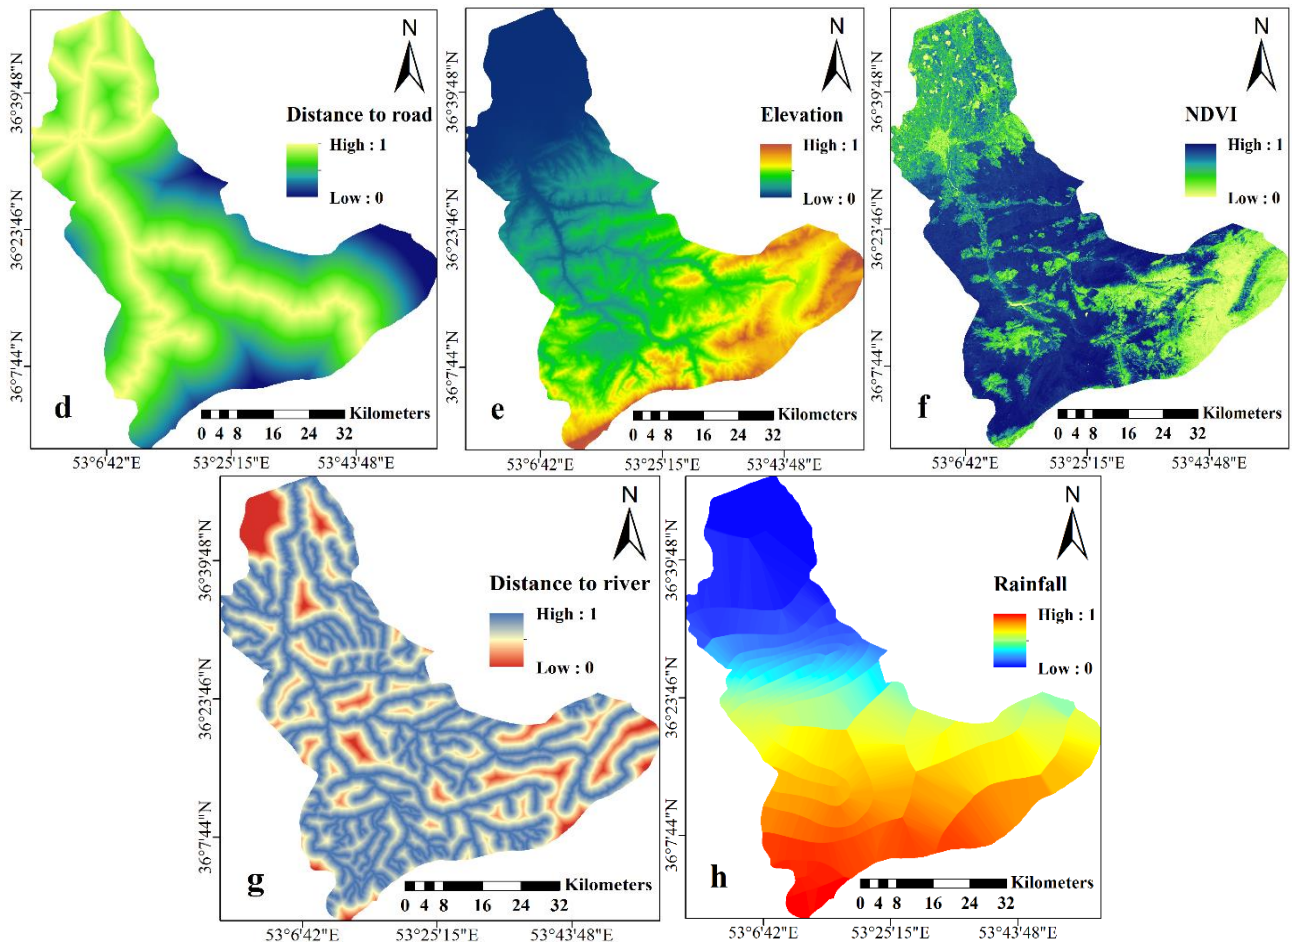 N
36°39'48"N
Distance to road
High : 1
Low : 0
36°23'46"N
36°7'44"N
d
Kilometers
0 4 8 16 24 32
53°6'42"E 53°25'15"E 53°43'48"E
N
36°39'48"N
Elevation
High : 1
Low : 0
36°23'46"N
36°7'44"N
e
Kilometers
0 4 8 16 24 32
53°6'42"E 53°25'15"E 53°43'48"E
N
36°39'48"N
NDVI
High : 1
Low : 0
36°23'46"N
36°7'44"N
f
Kilometers
0 4 8 16 24 32
53°6'42"E 53°25'15"E 53°43'48"E
N
36°39'48"N
Distance to river
High : 1
Low : 0
36°23'46"N
36°7'44"N
g
Kilometers
0 4 8 16 24 32
53°6'42"E 53°25'15"E 53°43'48"E
N
36°39'48"N
Rainfall
High : 1
Low : 0
36°23'46"N
36°7'44"N
h
Kilometers
0 4 8 16 24 32
53°6'42"E 53°25'15"E 53°43'48"E